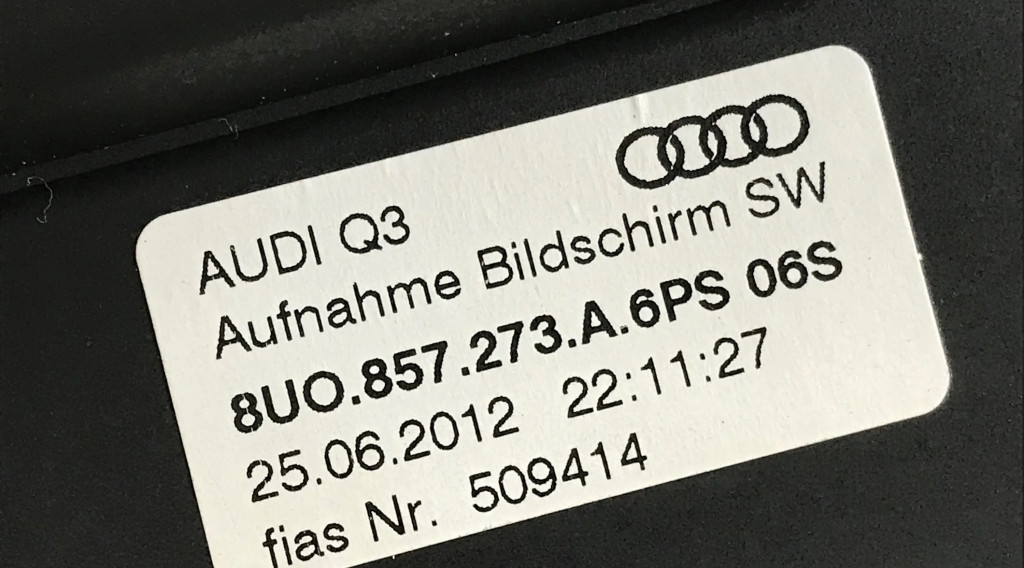 AUDI Q3
Aufnahme Bildschirm SW
8UO.857.273.A.6PS 06S
25.06.2012 22:11:27
fias Nr. 509414